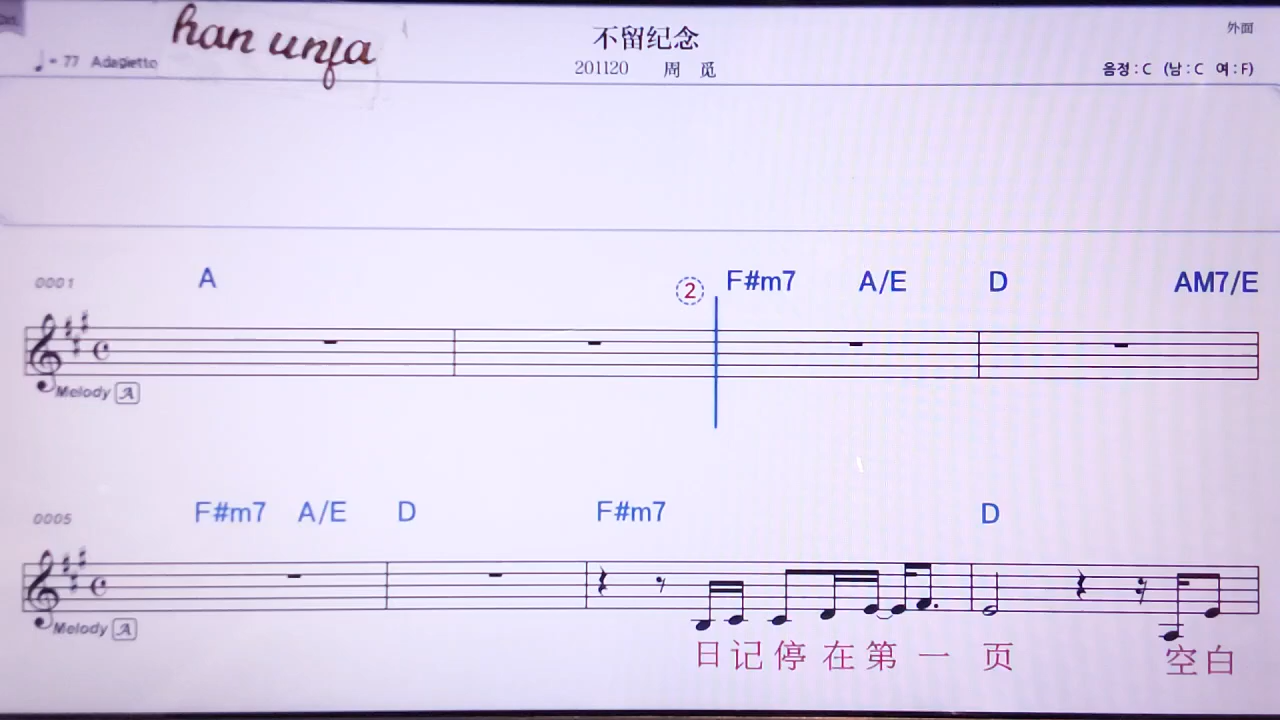 han unja
不留纪念
外面
♩= 77 Adagietto
201120 周 觅
음정 : C (남 : C 여 : F)
0001 A ② F#m7 A/E D AM7/E
Melody A
0005 F#m7 A/E D F#m7 D
Melody A
日记停在第一页 空白